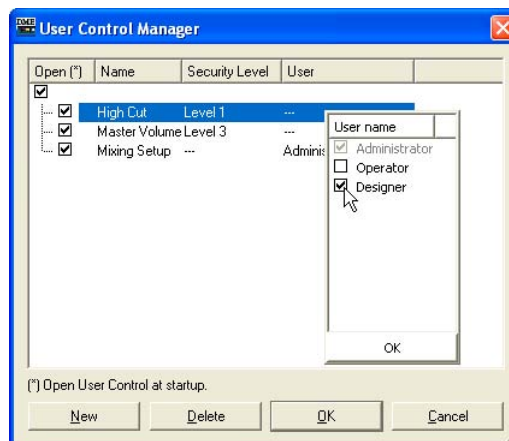 DME User Control Manager
Open (*) Name Security Level User
High Cut Level 1 ---
Master Volume Level 3 ---
Mixing Setup --- Adminis
User name
Administrator
Operator
Designer
OK
(*) Open User Control at startup.
New Delete OK Cancel